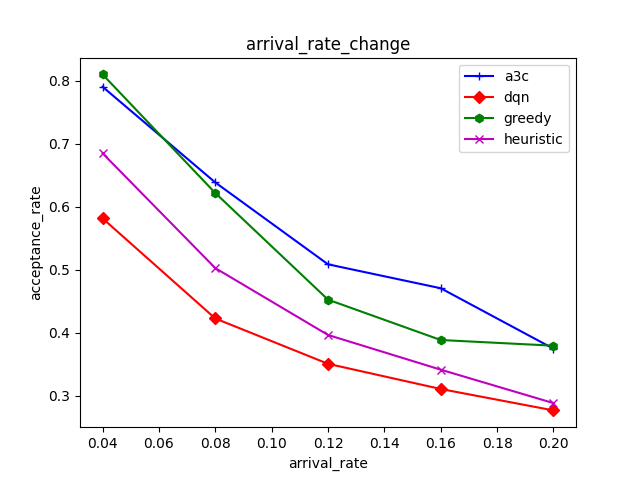 arrival_rate_change
a3c
dqn
greedy
heuristic
acceptance_rate
0.8
0.7
0.6
0.5
0.4
0.3
0.04 0.06 0.08 0.10 0.12 0.14 0.16 0.18 0.20
arrival_rate